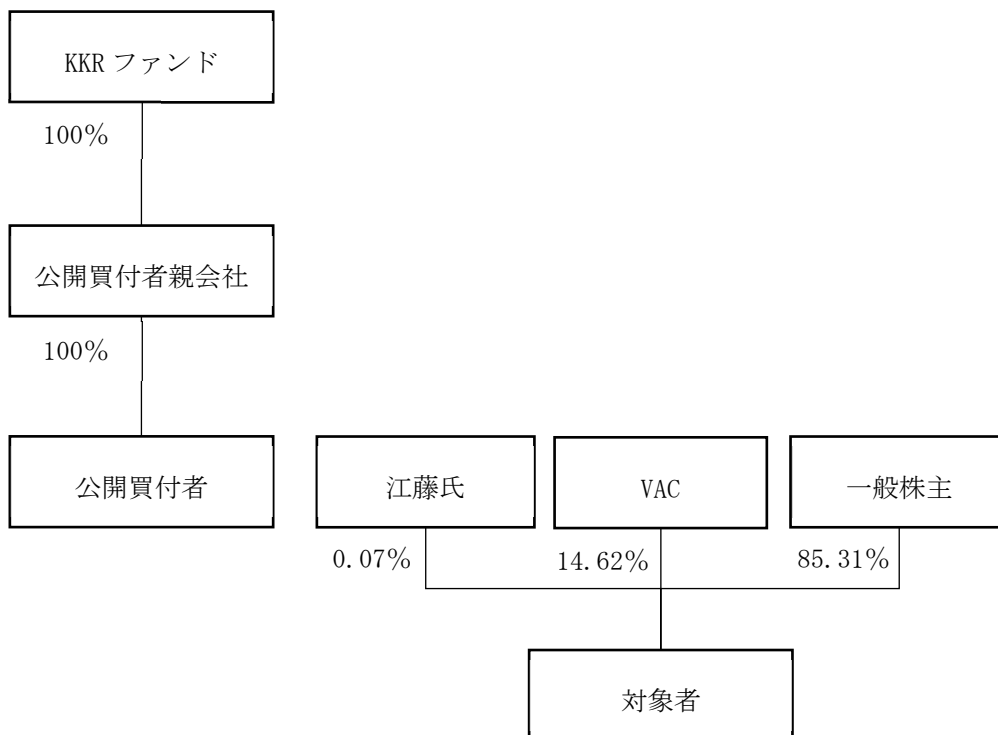 KKR ファンド
100%
公開買付者親会社
100%
公開買付者
江藤氏
VAC
一般株主
0.07%
14.62%
85.31%
対象者